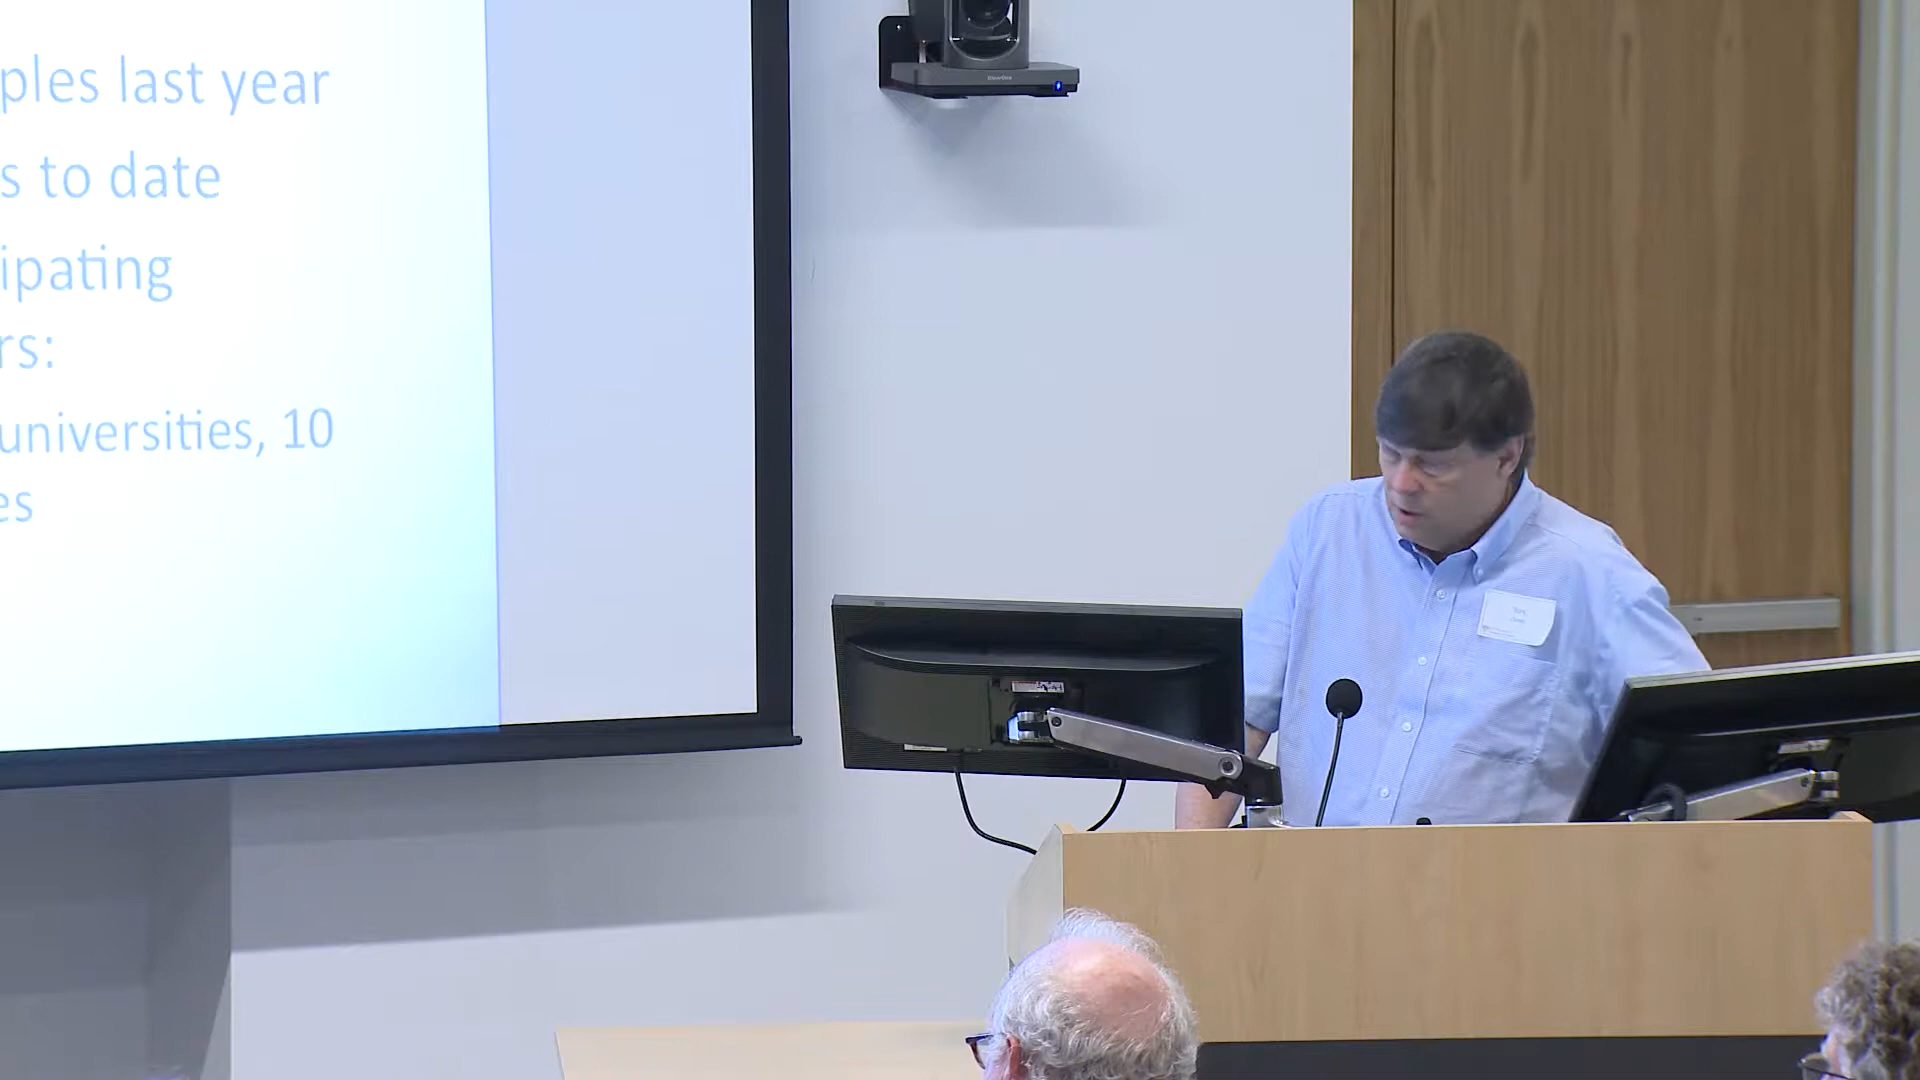 ples last year
s to date
ipating
rs:
universities, 10
es